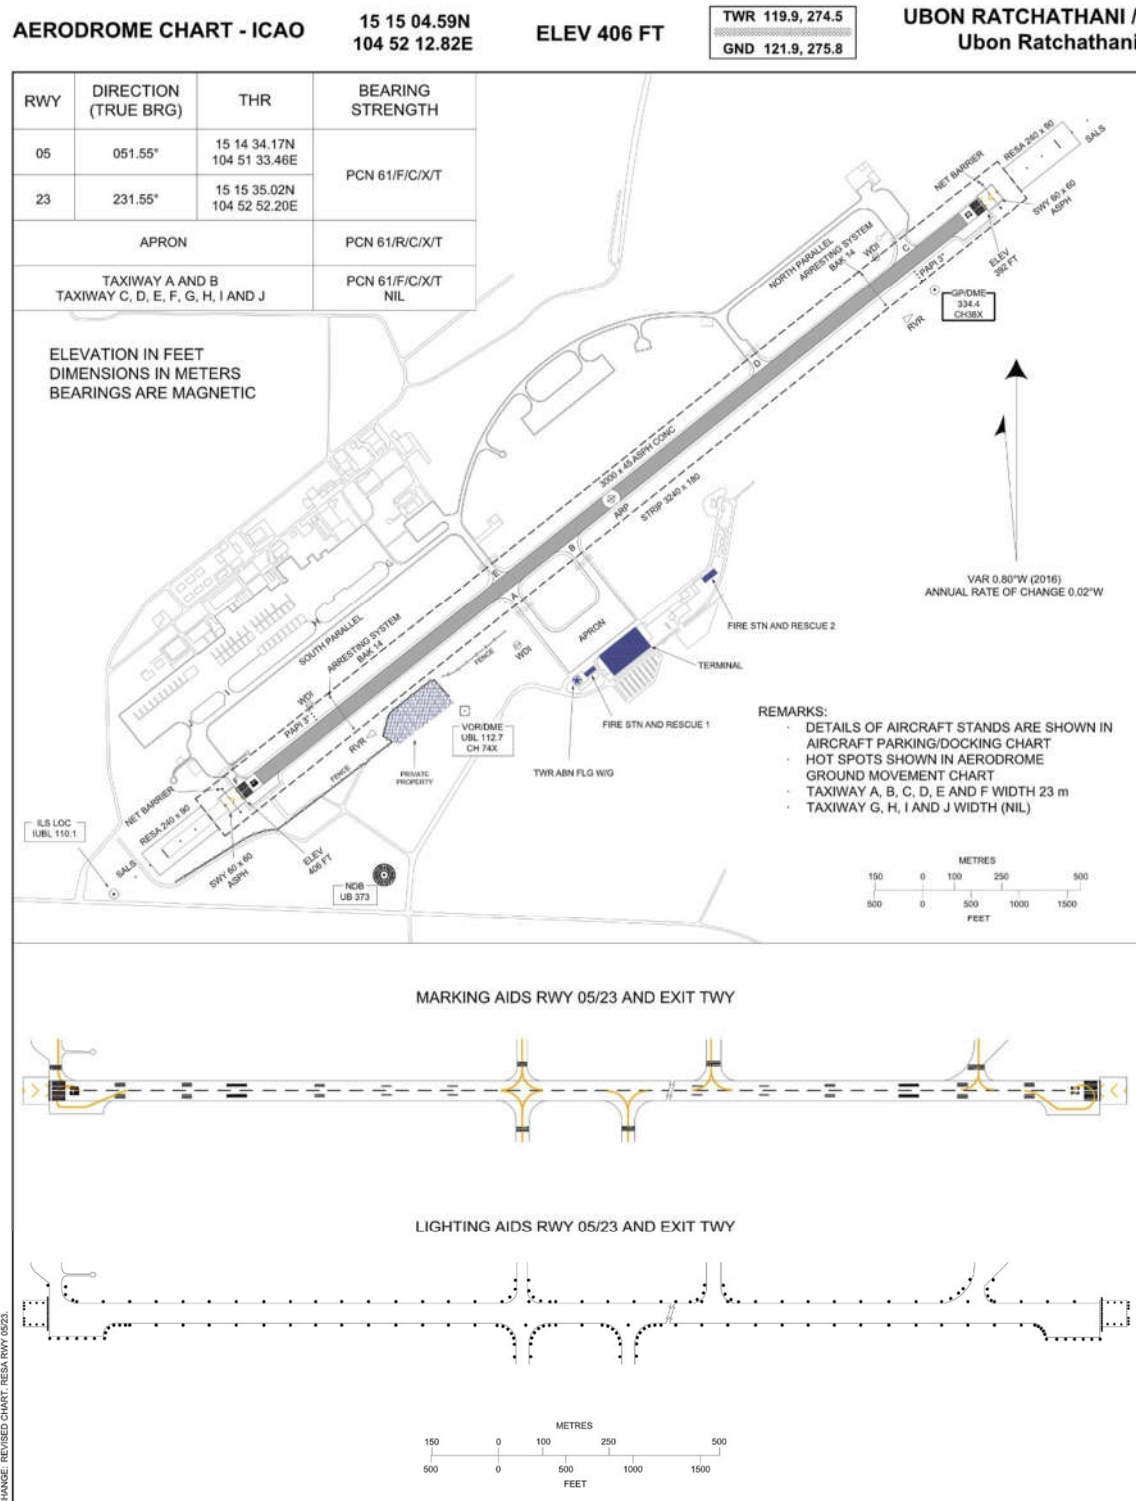 AERODROME CHART - ICAO
15 15 04.59N
104 52 12.82E
ELEV 406 FT
TWR 119.9, 274.5
GND 121.9, 275.8
UBON RATCHATHANI /
Ubon Ratchathani
RWY
DIRECTION
(TRUE BRG)
THR
BEARING
STRENGTH
05
051.55°
15 14 34.17N
104 51 33.46E
PCN 61/F/C/X/T
23
231.55°
15 15 35.02N
104 52 52.20E
APRON
PCN 61/R/C/X/T
TAXIWAY A AND B
TAXIWAY C, D, E, F, G, H, I AND J
PCN 61/F/C/X/T
NIL
ELEVATION IN FEET
DIMENSIONS IN METERS
BEARINGS ARE MAGNETIC
SALS
RESA 240 x 90
NET BARRIER
SWY 60 x 60
ASPH
23
ELEV
392 FT
NORTH PARALLEL
ARRESTING SYSTEM
BAK 14
WDI
C
PAPI 3°
GP/DME
334.4
CH38X
RVR
D
3000 x 45 ASPH CONC
ARP
STRIP 3240 x 180
VAR 0.80°W (2016)
ANNUAL RATE OF CHANGE 0.02°W
E
B
A
G
H
I
J
F
APRON
FIRE STN AND RESCUE 2
TERMINAL
FIRE STN AND RESCUE 1
TWR ABN FLG W/G
FENCE
WDI
SOUTH PARALLEL
ARRESTING SYSTEM
BAK 14
WDI
PAPI 3°
RVR
VOR/DME
UBL 112.7
CH 74X
PRIVATE
PROPERTY
FENCE
05
NET BARRIER
RESA 240 x 90
SALS
SWY 60 x 60
ASPH
ELEV
406 FT
ILS LOC
IUBL 110.1
NDB
UB 373
REMARKS:
· DETAILS OF AIRCRAFT STANDS ARE SHOWN IN
AIRCRAFT PARKING/DOCKING CHART
· HOT SPOTS SHOWN IN AERODROME
GROUND MOVEMENT CHART
· TAXIWAY A, B, C, D, E AND F WIDTH 23 m
· TAXIWAY G, H, I AND J WIDTH (NIL)
METRES
150 0 100 250 500
500 0 500 1000 1500
FEET
MARKING AIDS RWY 05/23 AND EXIT TWY
LIGHTING AIDS RWY 05/23 AND EXIT TWY
METRES
150 0 100 250 500
500 0 500 1000 1500
FEET
HANGE: REVISED CHART. RESA RWY 05/23.